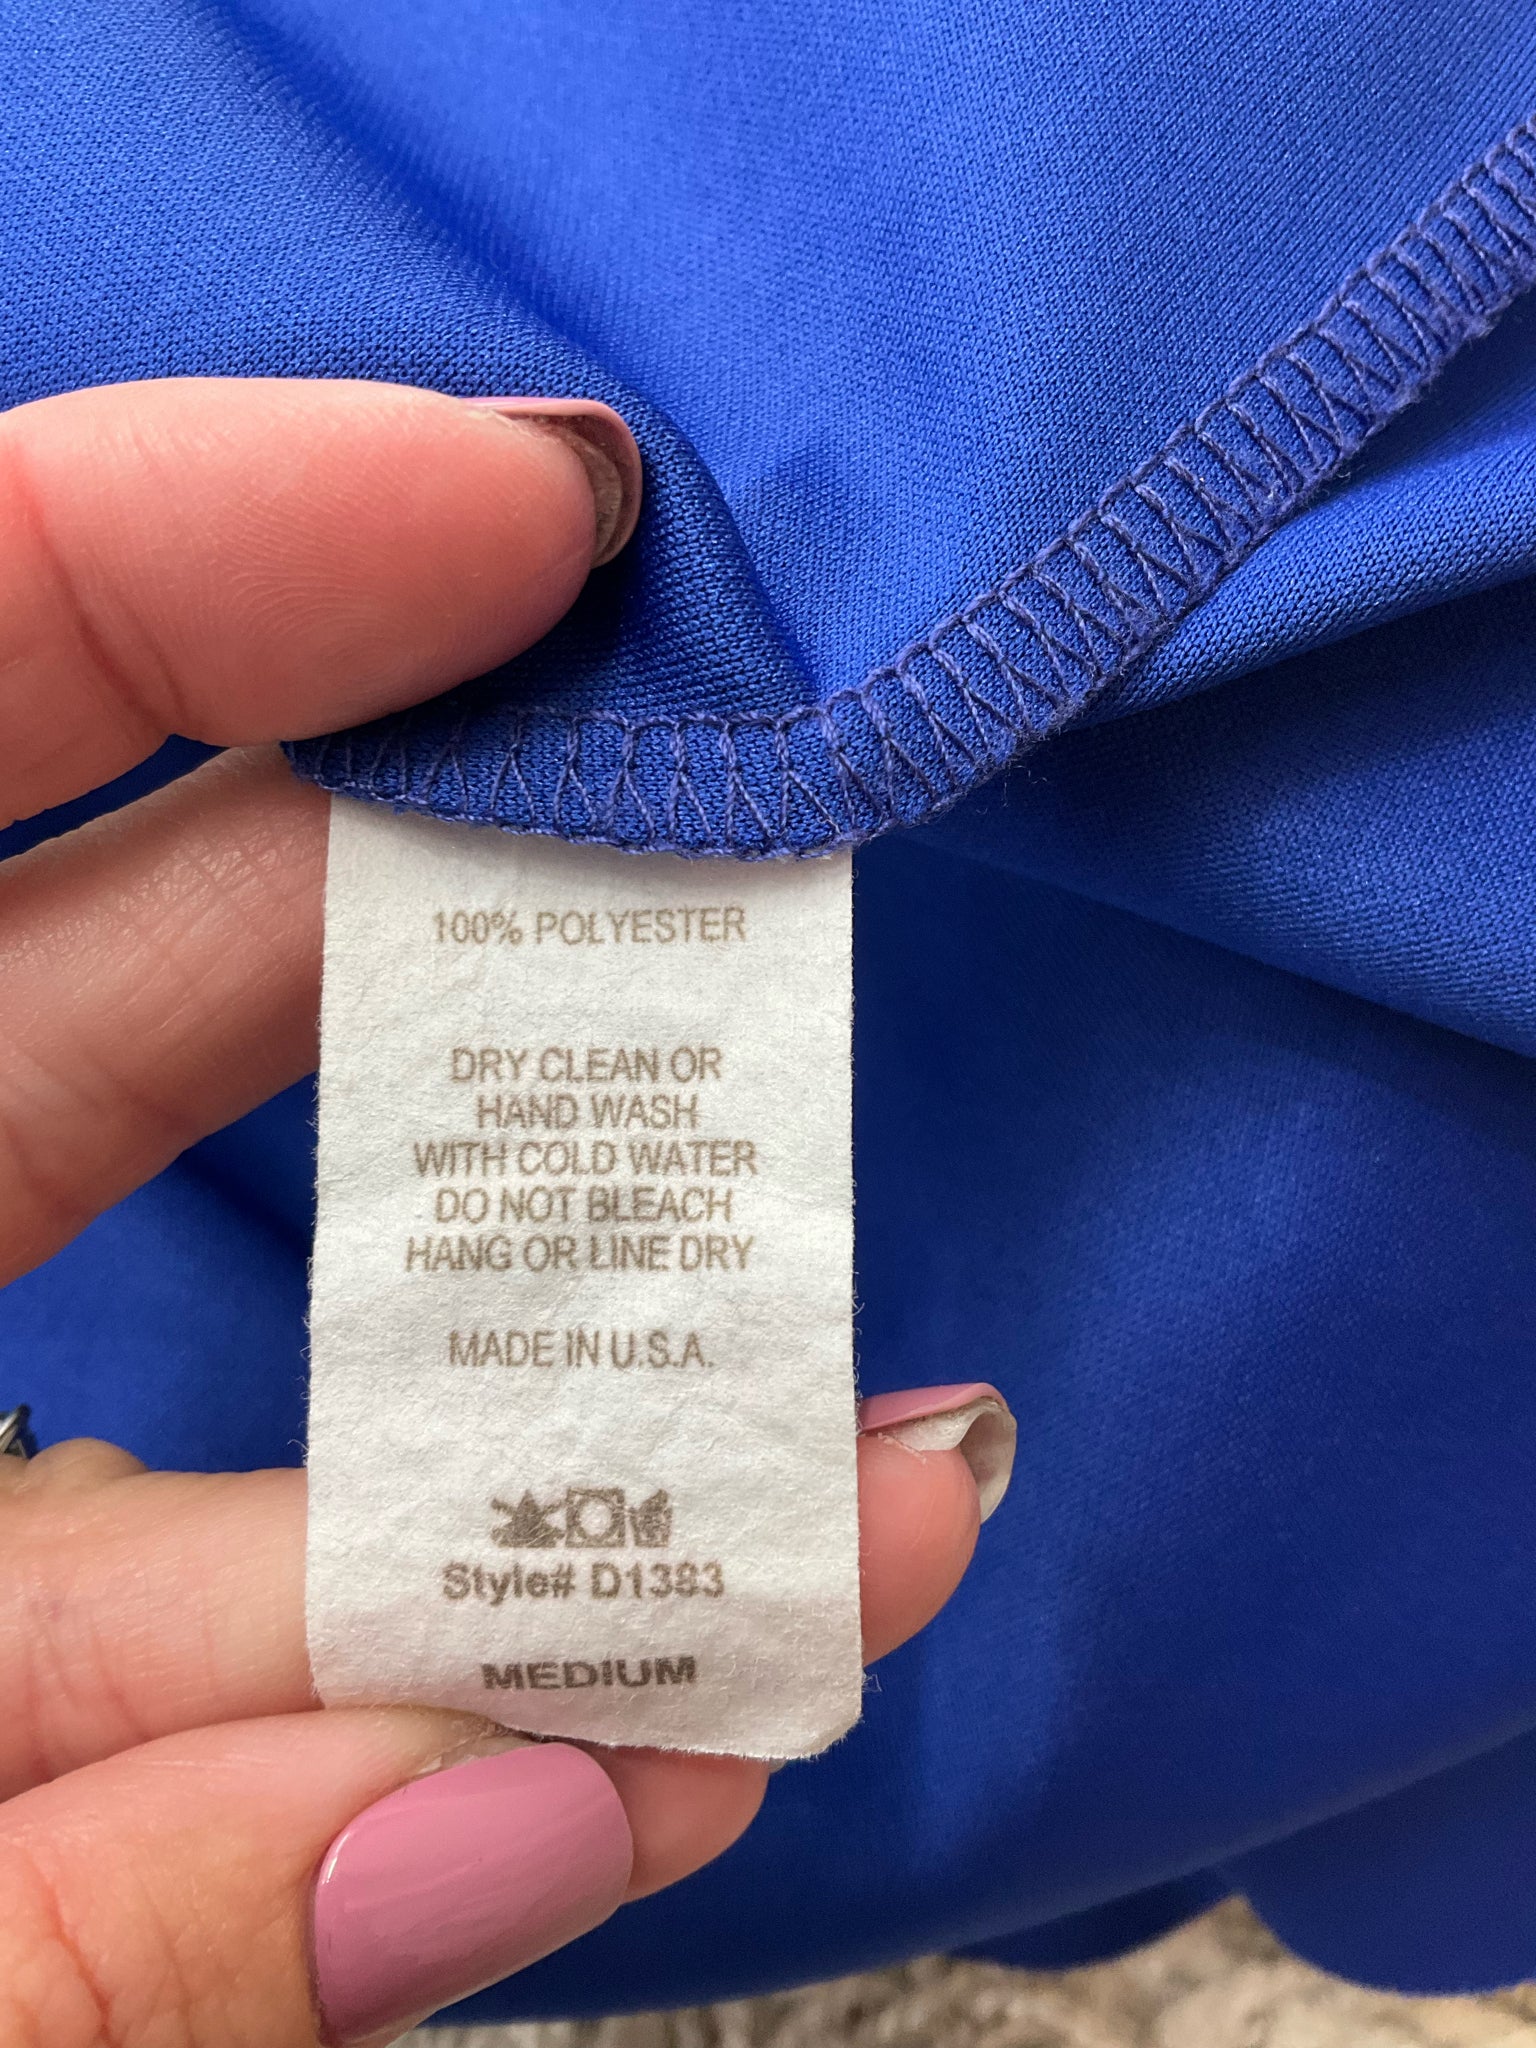 100% POLYESTER
DRY CLEAN OR
HAND WASH
WITH COLD WATER
DO NOT BLEACH
HANG OR LINE DRY
MADE IN U.S.A.
Style# D1383
MEDIUM